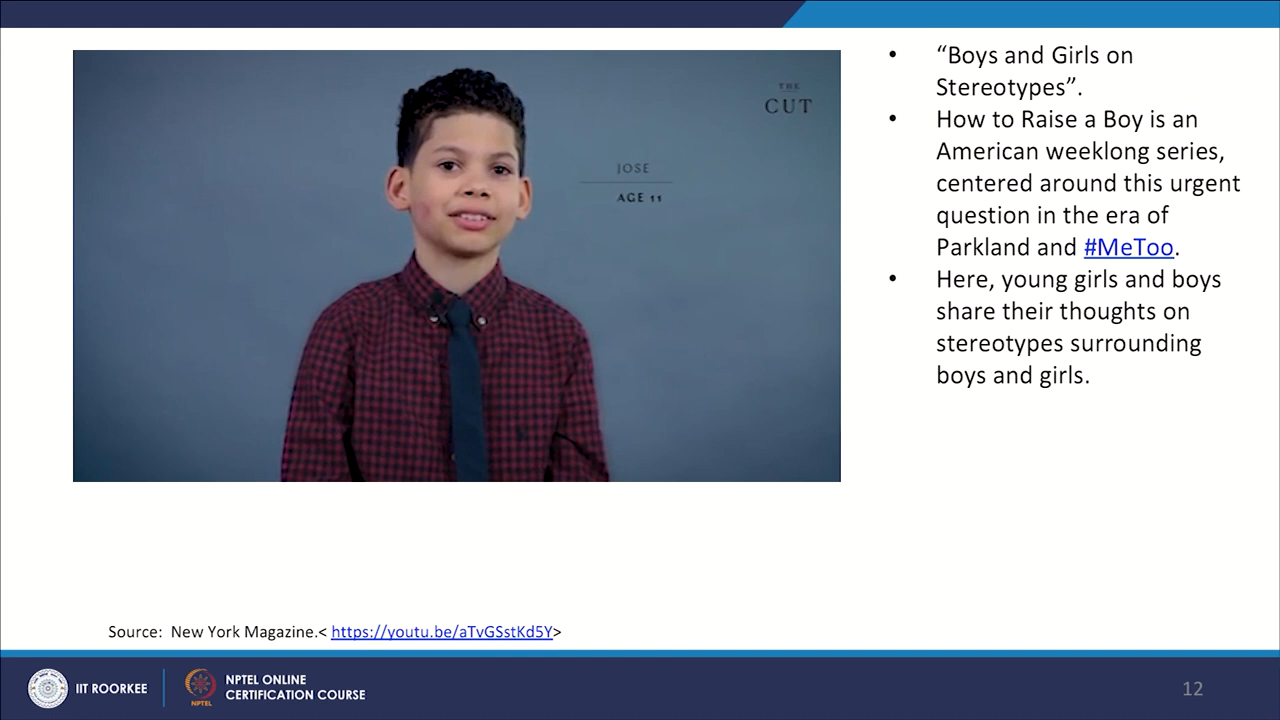 THE
CUT
JOSE
AGE 11
• “Boys and Girls on
Stereotypes”.
• How to Raise a Boy is an
American weeklong series,
centered around this urgent
question in the era of
Parkland and #MeToo.
• Here, young girls and boys
share their thoughts on
stereotypes surrounding
boys and girls.
Source: New York Magazine.< https://youtu.be/aTvGSstKd5Y>
IIT ROORKEE
NPTEL
NPTEL ONLINE
CERTIFICATION COURSE
12